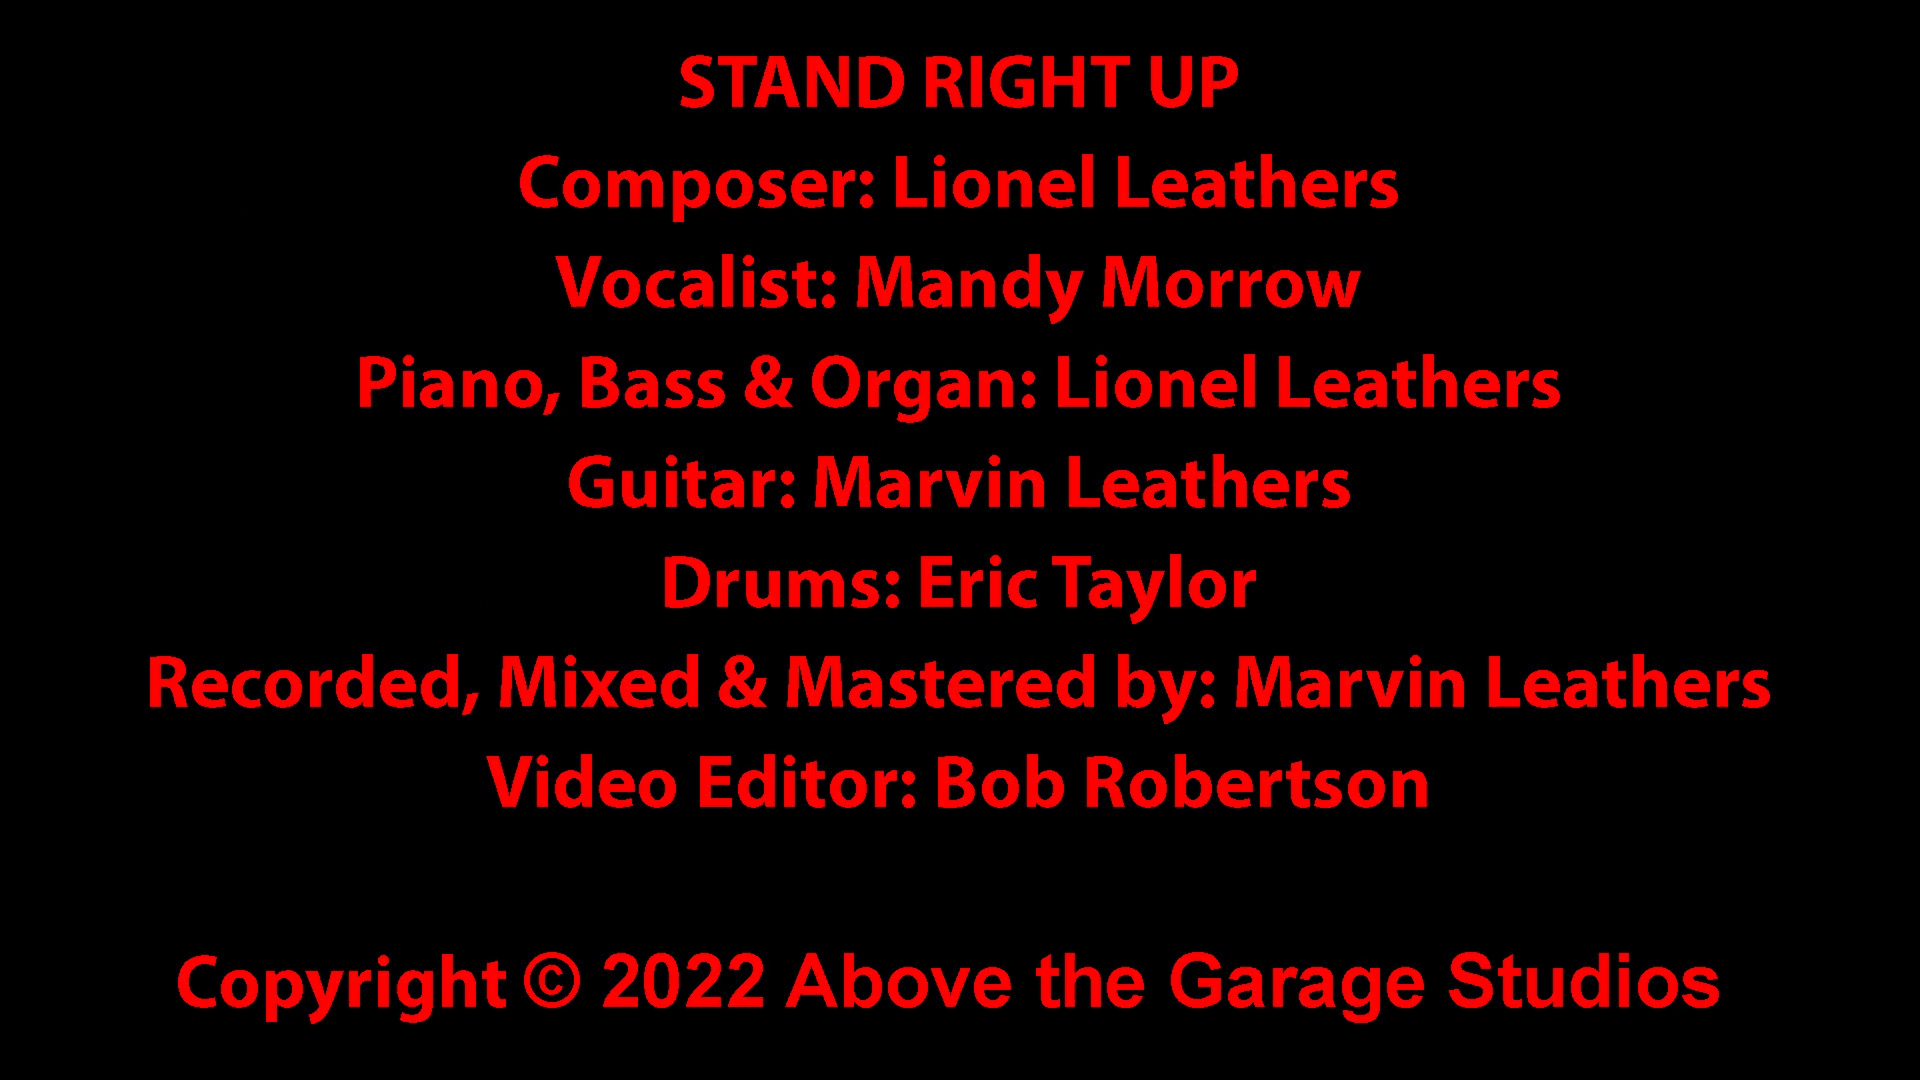 STAND RIGHT UP
Composer: Lionel Leathers
Vocalist: Mandy Morrow
Piano, Bass & Organ: Lionel Leathers
Guitar: Marvin Leathers
Drums: Eric Taylor
Recorded, Mixed & Mastered by: Marvin Leathers
Video Editor: Bob Robertson
Copyright © 2022 Above the Garage Studios